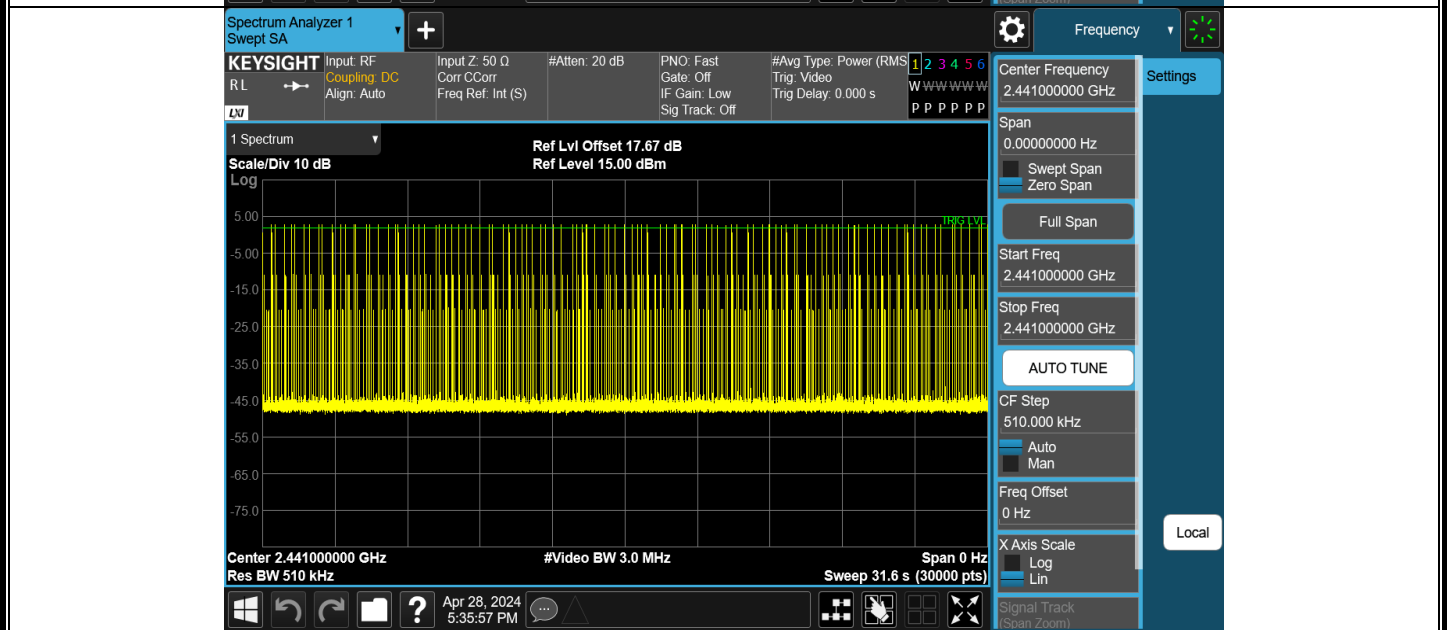 (Span Zoom)
Spectrum Analyzer 1
Swept SA
+
Frequency
KEYSIGHT
R L
LXI
Input: RF
Coupling: DC
Align: Auto
Input Z: 50 Ω
Corr CCorr
Freq Ref: Int (S)
#Atten: 20 dB
PNO: Fast
Gate: Off
IF Gain: Low
Sig Track: Off
#Avg Type: Power (RMS
Trig: Video
Trig Delay: 0.000 s
1 2 3 4 5 6
W W W W W W
P P P P P P
1 Spectrum
Scale/Div 10 dB
Ref Lvl Offset 17.67 dB
Ref Level 15.00 dBm
Log
TRIG LVL
5.00
-5.00
-15.0
-25.0
-35.0
-45.0
-55.0
-65.0
-75.0
Center 2.441000000 GHz
#Video BW 3.0 MHz
Span 0 Hz
Res BW 510 kHz
Sweep 31.6 s (30000 pts)
Center Frequency
2.441000000 GHz
Settings
Span
0.00000000 Hz
Swept Span
Zero Span
Full Span
Start Freq
2.441000000 GHz
Stop Freq
2.441000000 GHz
AUTO TUNE
CF Step
510.000 kHz
Auto
Man
Freq Offset
0 Hz
X Axis Scale
Log
Lin
Signal Track
(Span Zoom)
Local
?
Apr 28, 2024
5:35:57 PM